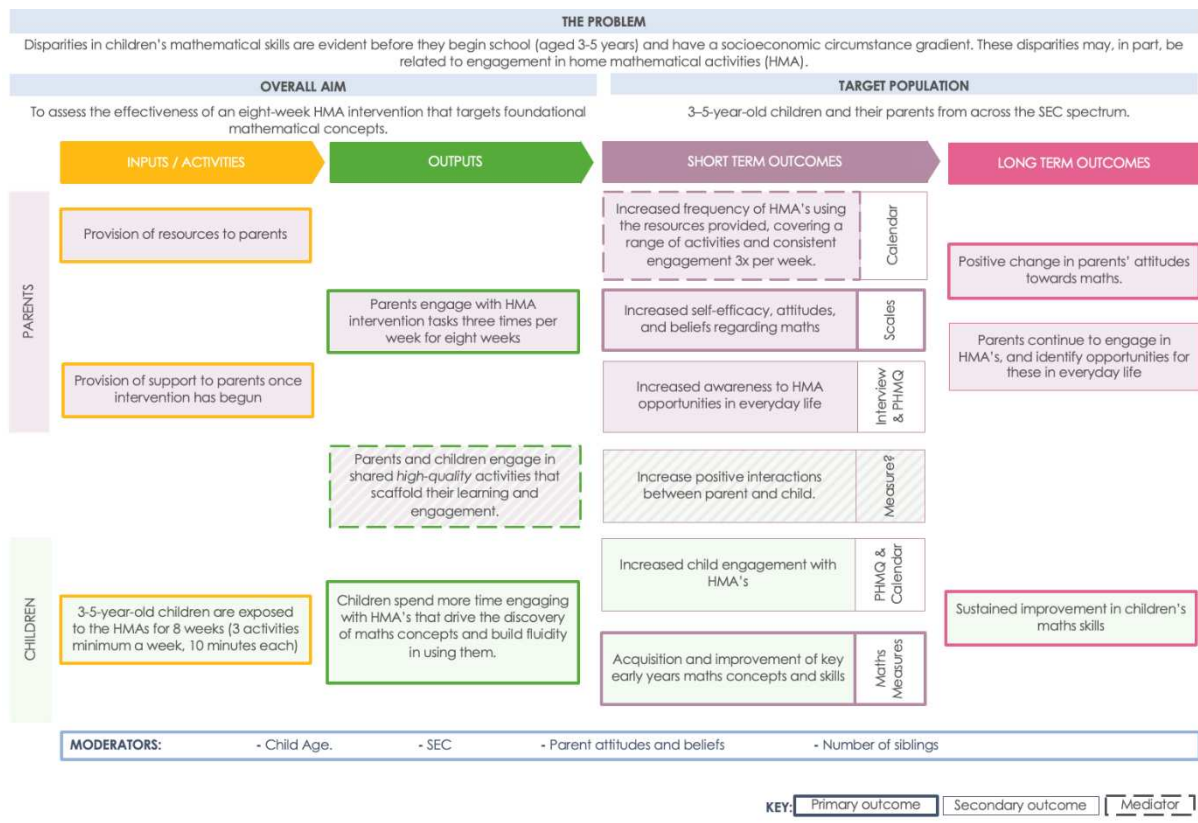 THE PROBLEM
Disparities in children's mathematical skills are evident before they begin school (aged 3-5 years) and have a socioeconomic circumstance gradient. These disparities may, in part, be
related to engagement in home mathematical activities (HMA).
OVERALL AIM
To assess the effectiveness of an eight-week HMA intervention that targets foundational
mathematical concepts.
TARGET POPULATION
3–5-year-old children and their parents from across the SEC spectrum.
INPUTS / ACTIVITIES
OUTPUTS
SHORT TERM OUTCOMES
LONG TERM OUTCOMES
PARENTS
Provision of resources to parents
Provision of support to parents once
intervention has begun
Parents engage with HMA
intervention tasks three times per
week for eight weeks
Parents and children engage in
shared high-quality activities that
scaffold their learning and
engagement.
Increased frequency of HMA's using
the resources provided, covering a
range of activities and consistent
engagement 3x per week.
Calendar
Increased self-efficacy, attitudes,
and beliefs regarding maths
Scales
Increased awareness to HMA
opportunities in everyday life
Interview
& PHMQ
Increase positive interactions
between parent and child.
Measure?
Positive change in parents' attitudes
towards maths.
Parents continue to engage in
HMA's, and identify opportunities for
these in everyday life
CHILDREN
3-5-year-old children are exposed
to the HMAs for 8 weeks (3 activities
minimum a week, 10 minutes each)
Children spend more time engaging
with HMA's that drive the discovery
of maths concepts and build fluidity
in using them.
Increased child engagement with
HMA's
PHMQ &
Calendar
Acquisition and improvement of key
early years maths concepts and skills
Maths
Measures
Sustained improvement in children's
maths skills
MODERATORS: - Child Age. - SEC - Parent attitudes and beliefs - Number of siblings
KEY: Primary outcome Secondary outcome Mediator